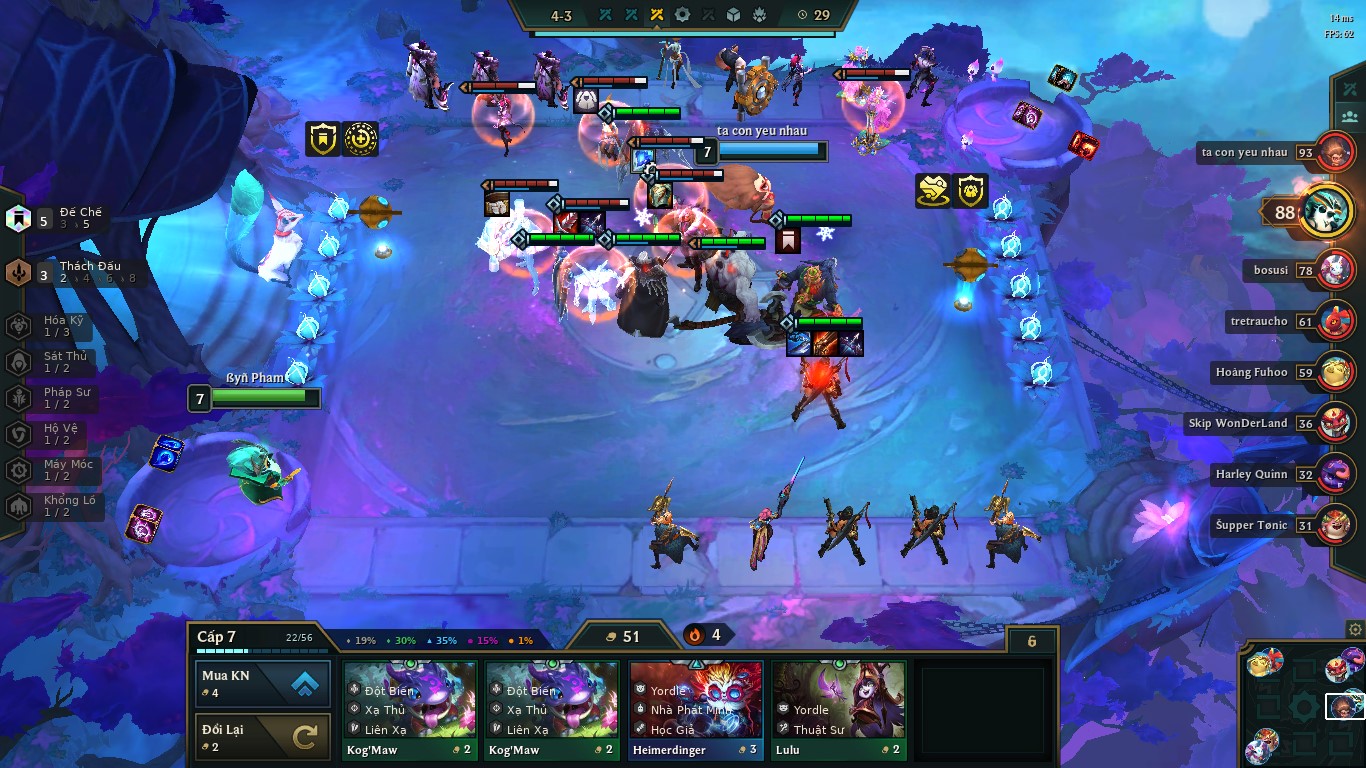 4-3
29
14 ms
FPS: 62
ta con yeu nhau
7
ta con yeu nhau 93
88
bosusi 78
tretraucho 61
Hoàng Fuhoo 59
Skip WonDerLand 36
Harley Quinn 32
Šupper Tønic 31
5 Đế Chế
3 › 5
3 Thách Đấu
2 › 4 › 6 › 8
Hóa Kỹ
1 / 3
Sát Thủ
1 / 2
Pháp Sư
1 / 2
Hộ Vệ
1 / 2
Máy Móc
1 / 2
Khổng Lồ
1 / 2
ßyñ Pham
7
Cấp 7 22/56
19% 30% 35% 15% 1%
51
4
6
Mua KN
4
Đổi Lại
2
Đột Biến
Xạ Thủ
Liên Xạ
Kog'Maw 2
Đột Biến
Xạ Thủ
Liên Xạ
Kog'Maw 2
Yordle
Nhà Phát Minh
Học Giả
Heimerdinger 3
Yordle
Thuật Sư
Lulu 2